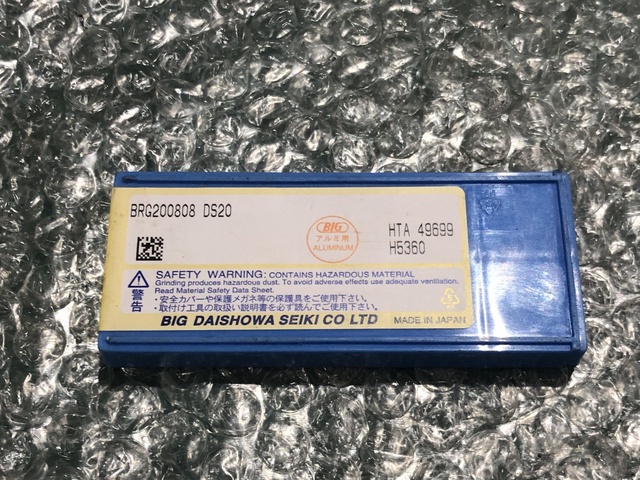 BRG200808 DS20
BIG
アルミ用
ALUMINUM
HTA 49699
H5360
警告
SAFETY WARNING: CONTAINS HAZARDOUS MATERIAL
Grinding produces hazardous dust. To avoid adverse effects use adequate ventilation.
Read Material Safety Data Sheet.
・安全カバーや保護メガネ等の保護具をご使用下さい。
・取付け工具の取扱い説明書を必ず読んでご使用下さい。
BIG DAISHOWA SEIKI CO LTD
MADE IN JAPAN